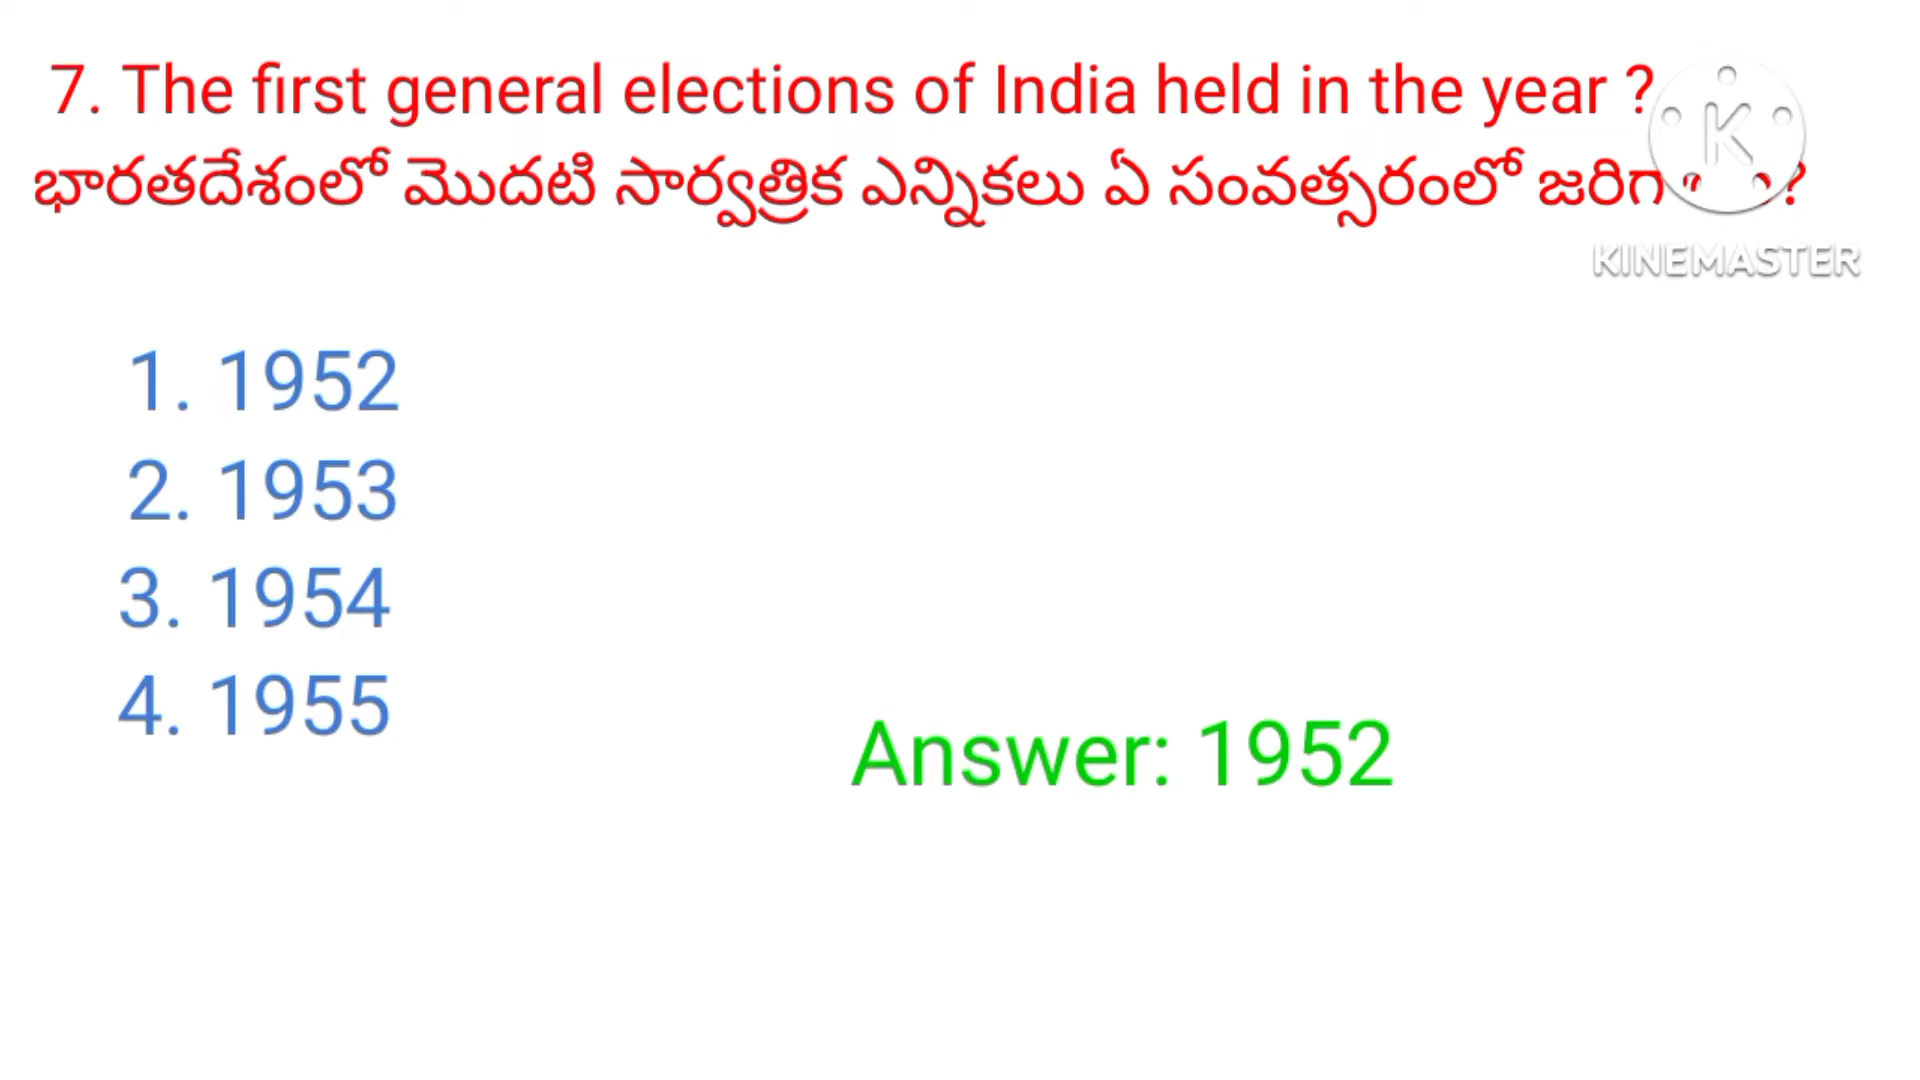 7. The first general elections of India held in the year ?
భారతదేశంలో మొదటి సార్వత్రిక ఎన్నికలు ఏ సంవత్సరంలో ?
K
KINEMASTER
1. 1952
2. 1953
3. 1954
4. 1955
Answer: 1952